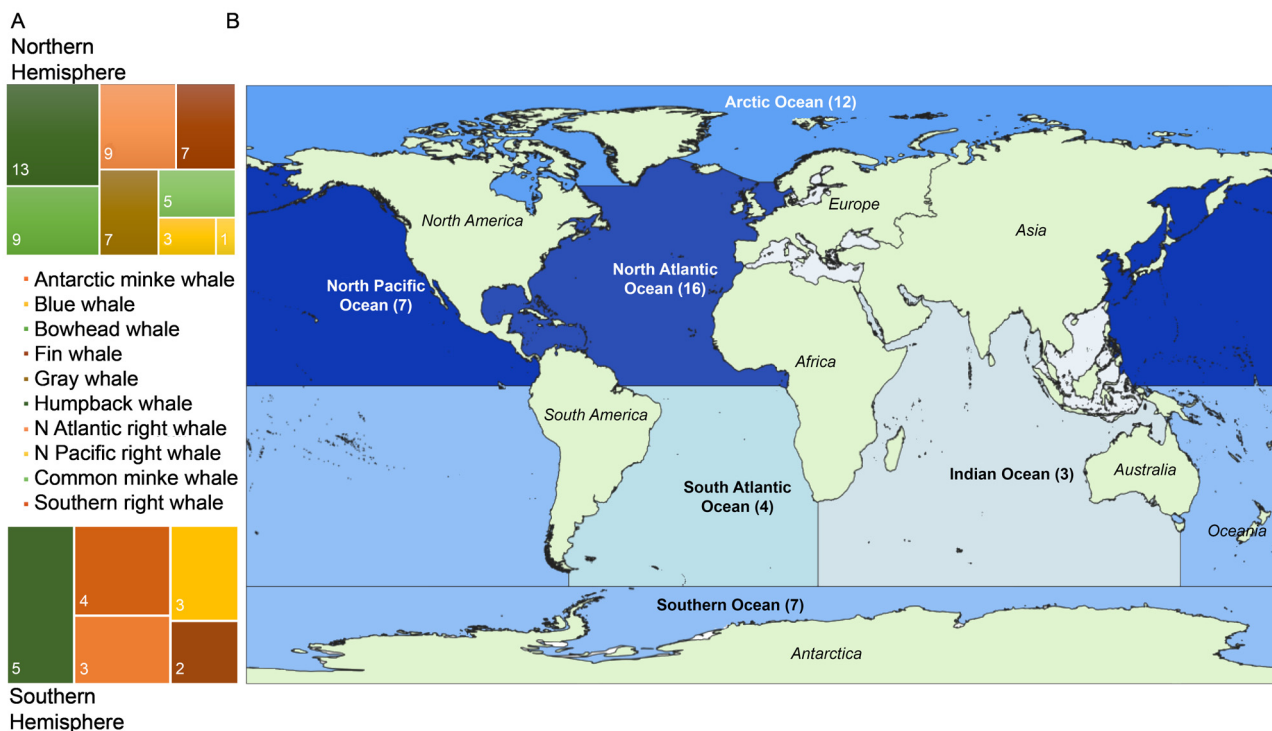 A
B
Northern
Hemisphere
13
9
7
9
7
5
3
1
Antarctic minke whale
Blue whale
Bowhead whale
Fin whale
Gray whale
Humpback whale
N Atlantic right whale
N Pacific right whale
Common minke whale
Southern right whale
5
4
3
3
2
Southern
Hemisphere
Arctic Ocean (12)
North America
Europe
Asia
North Pacific
Ocean (7)
North Atlantic
Ocean (16)
Africa
South America
South Atlantic
Ocean (4)
Indian Ocean (3)
Australia
Oceania
Southern Ocean (7)
Antarctica